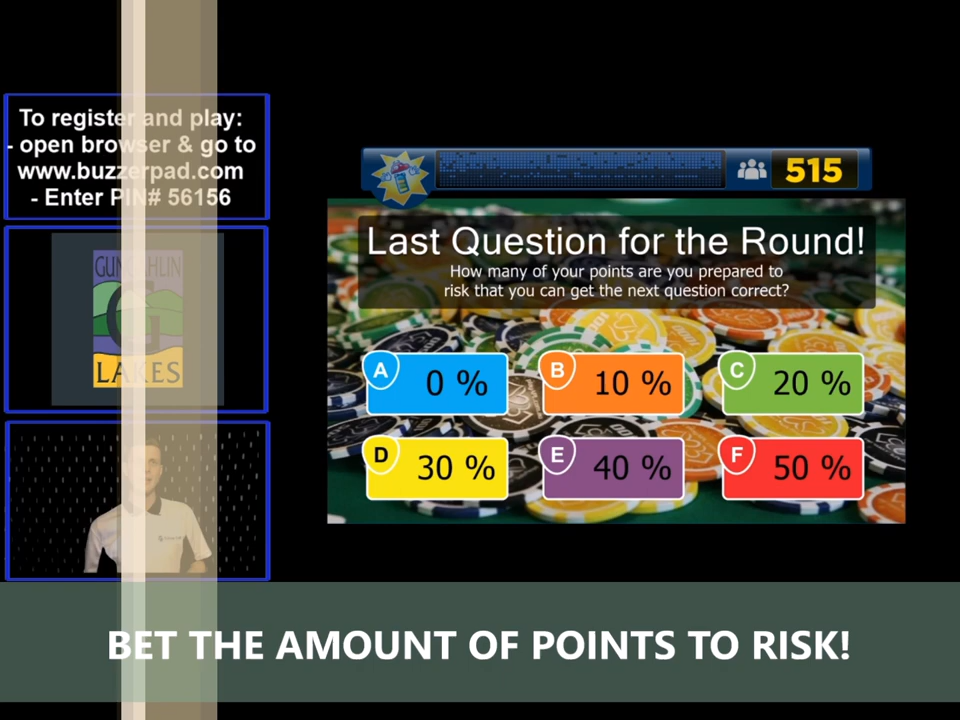 To register and play:
- open browser & go to
www.buzzerpad.com
- Enter PIN# 56156
GUNGAHLIN
G
LAKES
515
Last Question for the Round!
How many of your points are you prepared to
risk that you can get the next question correct?
A 0 %
B 10 %
C 20 %
D 30 %
E 40 %
F 50 %
BET THE AMOUNT OF POINTS TO RISK!